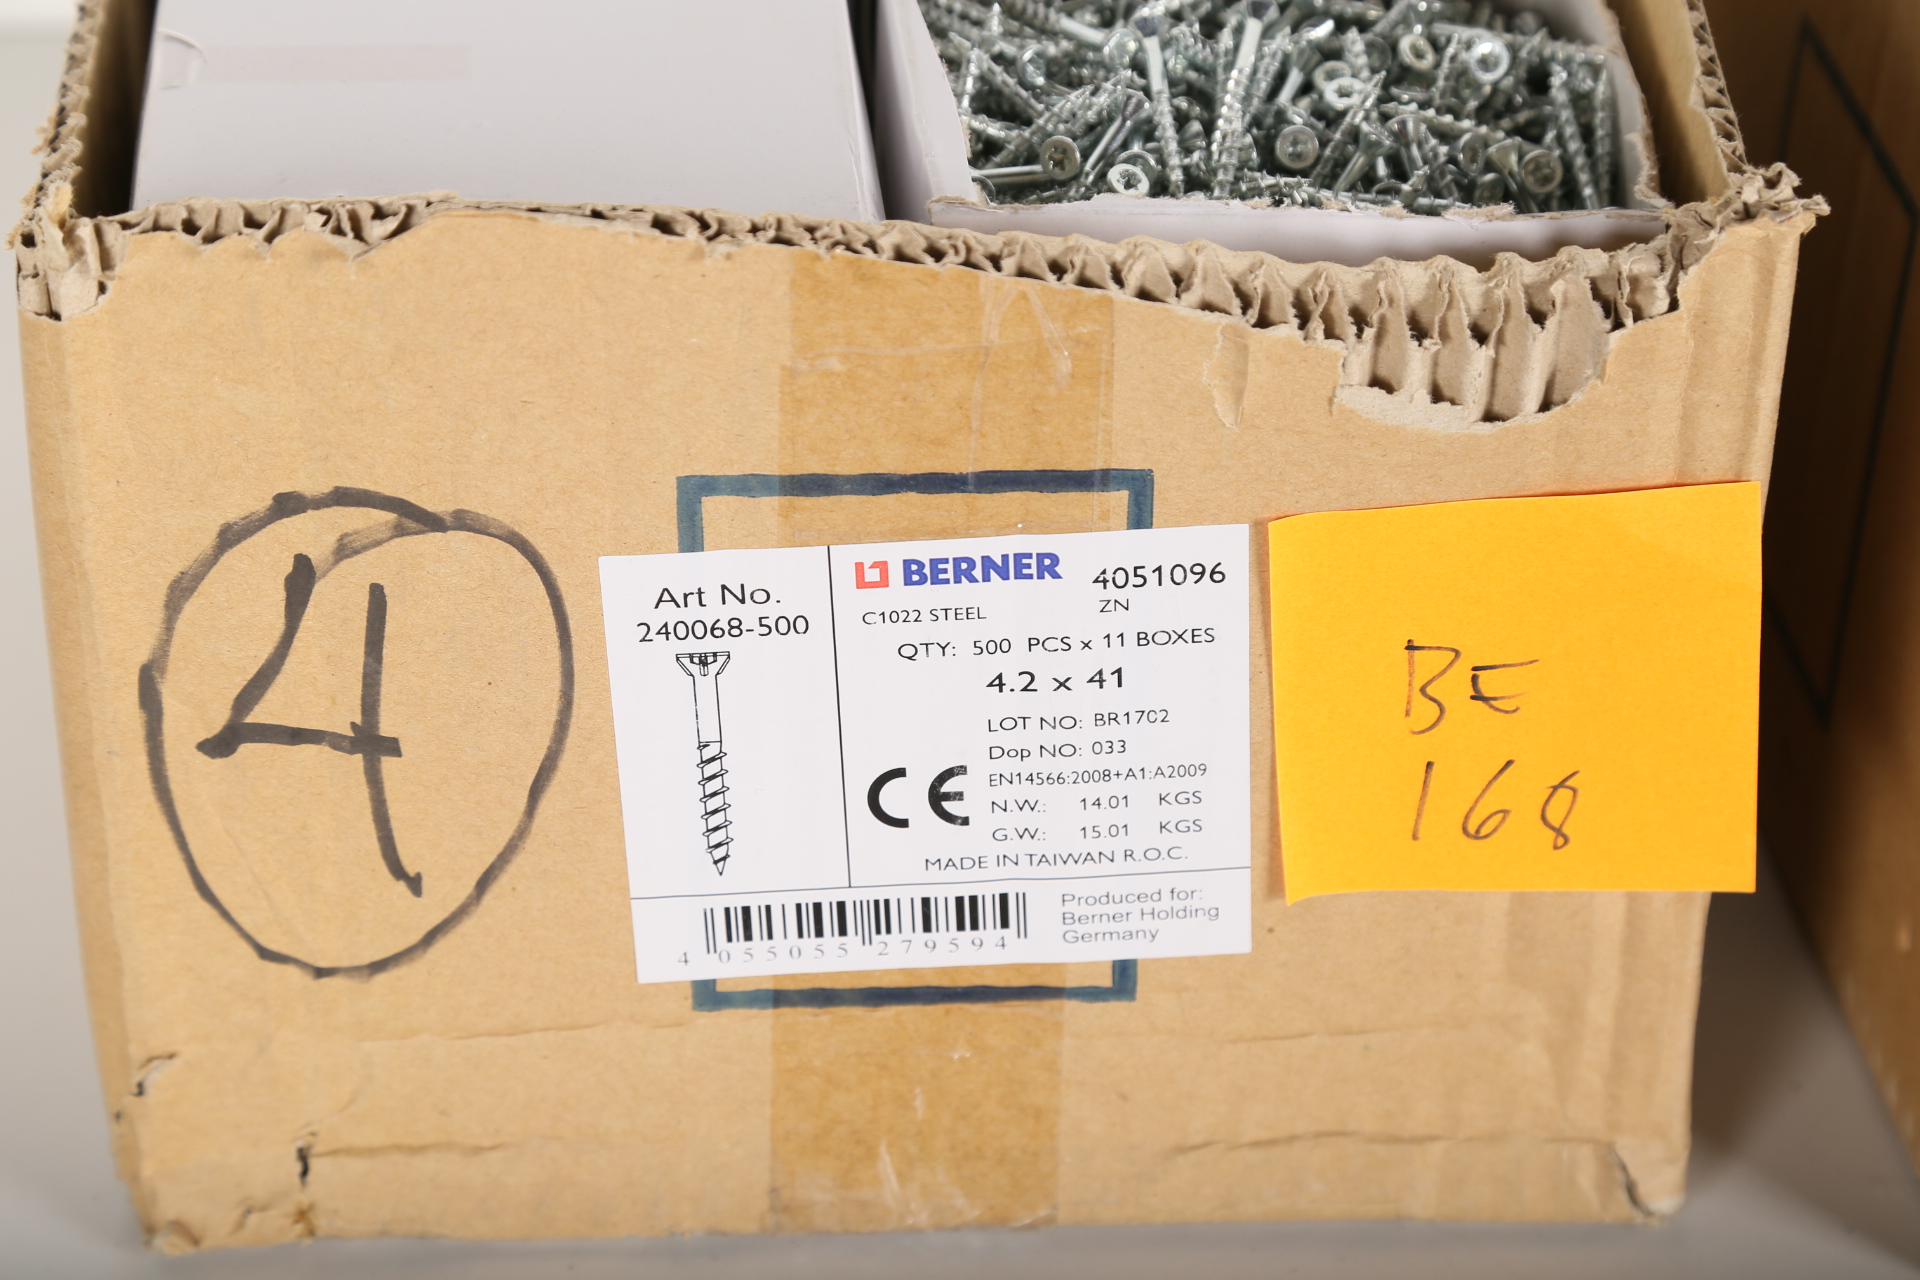 4
Art No.
240068-500
BERNER
4051096
C1022 STEEL
ZN
QTY: 500 PCS x 11 BOXES
4.2 x 41
LOT NO: BR1702
Dop NO: 033
CE
EN14566:2008+A1:A2009
N.W.: 14.01 KGS
G.W.: 15.01 KGS
MADE IN TAIWAN R.O.C.
4 055055 279594
Produced for:
Berner Holding
Germany
BE
168